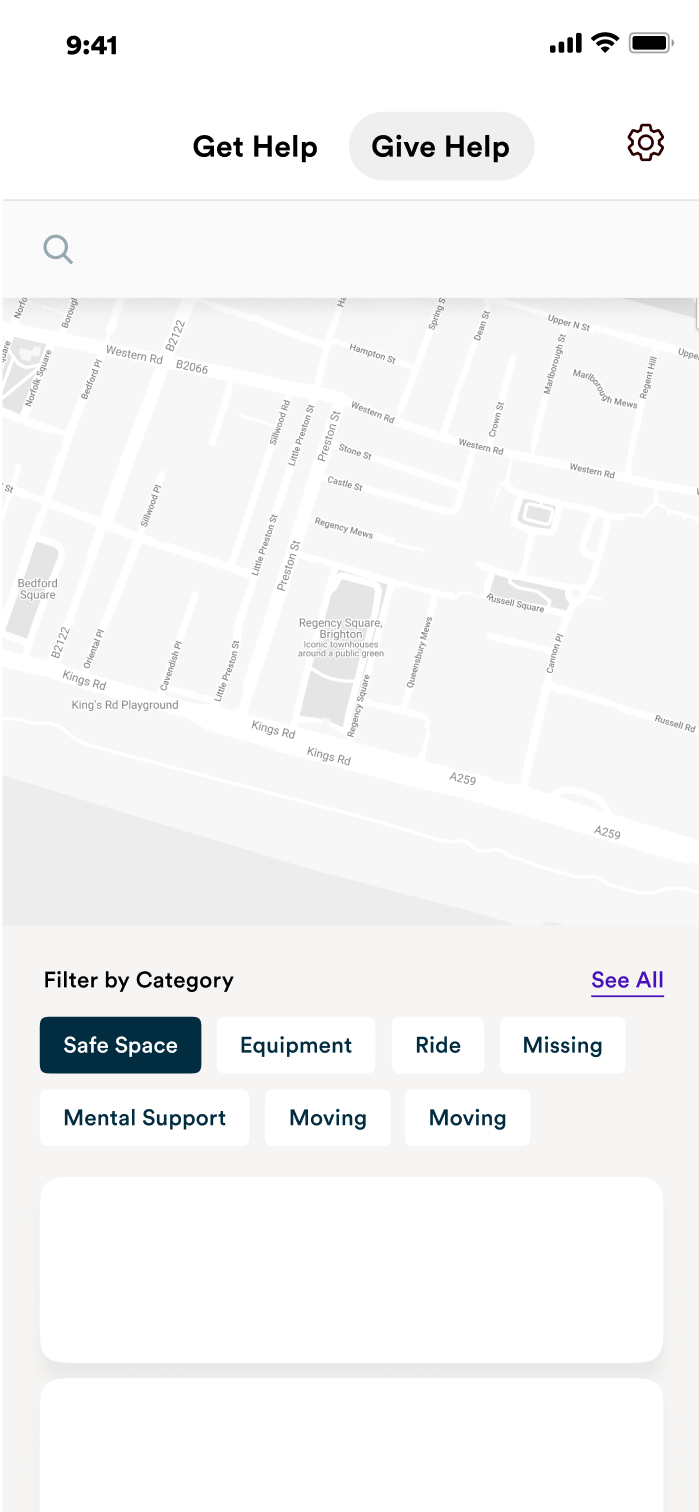 9:41
Get Help
Give Help
Norfo
Borough
B2122
Ha
Spring S
Dean St
Upper N St
Uppe
Western Rd
B2066
Norfolk Square
Bedford Pl
Hampton St
Marlborough St
Marlborough Mews
Regent Hill
Sillwood Rd
Little Preston St
Preston St
Western Rd
Crown St
Stone St
Western Rd
Western Rd
Castle St
St
Sillwood Pl
Little Preston St
Regency Mews
Preston St
Bedford
Square
Russell Square
Regency Square,
Brighton
Iconic townhouses
around a public green
B2122
Oriental Pl
Cavendish Pl
Little Preston St
Queensbury Mews
Cannon Pl
Kings Rd
King's Rd Playground
Regency Square
Russell Rd
Kings Rd
Kings Rd
A259
A259
Filter by Category
See All
Safe Space
Equipment
Ride
Missing
Mental Support
Moving
Moving